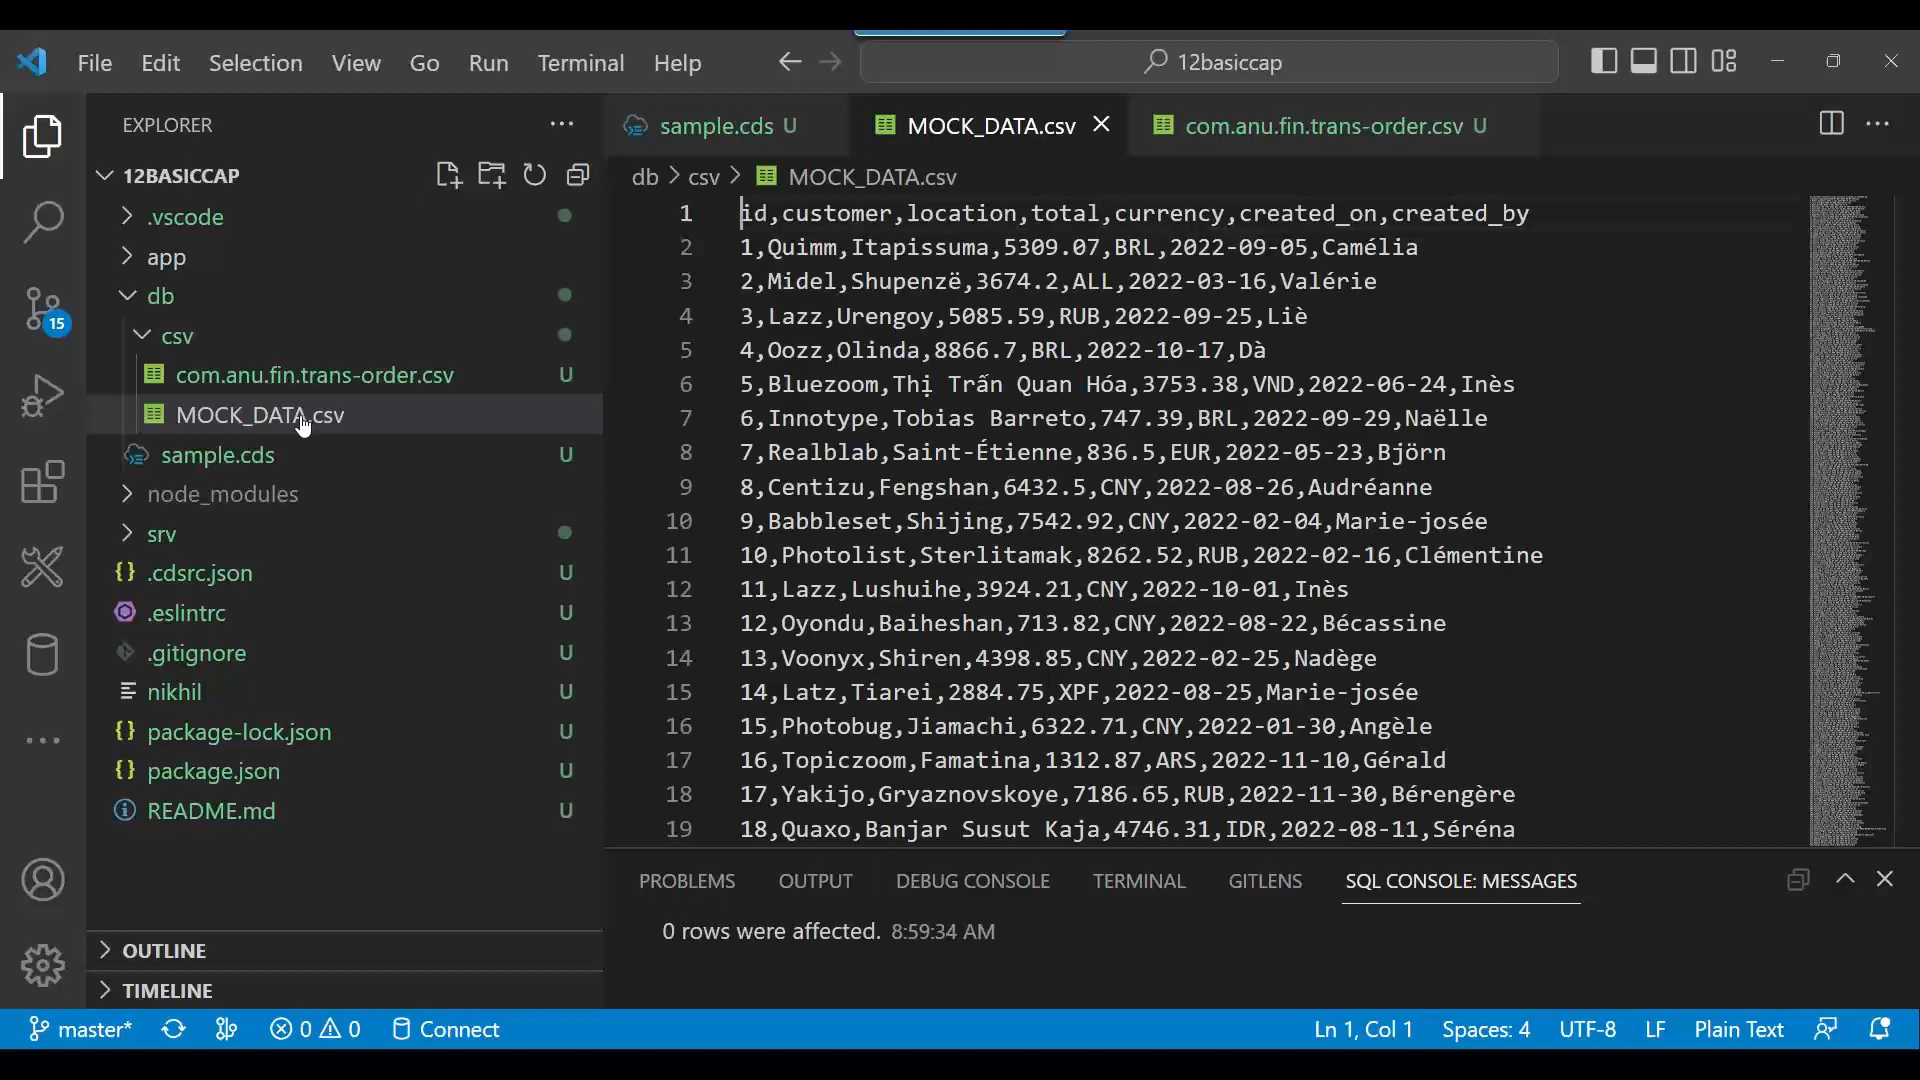 File Edit Selection View Go Run Terminal Help
12basiccap
EXPLORER
12BASICCAP
.vscode
app
db
csv
com.anu.fin.trans-order.csv U
MOCK_DATA.csv
sample.cds U
node_modules
srv
.cdsrc.json U
.eslintrc U
.gitignore U
nikhil U
package-lock.json U
package.json U
README.md U
OUTLINE
TIMELINE
15
sample.cds U
MOCK_DATA.csv
com.anu.fin.trans-order.csv U
db > csv > MOCK_DATA.csv
1 id,customer,location,total,currency,created_on,created_by
2 1,Quimm,Itapissuma,5309.07,BRL,2022-09-05,Camélia
3 2,Midel,Shupenzë,3674.2,ALL,2022-03-16,Valérie
4 3,Lazz,Urengoy,5085.59,RUB,2022-09-25,Liè
5 4,Oozz,Olinda,8866.7,BRL,2022-10-17,Dà
6 5,Bluezoom,Thị Trấn Quan Hóa,3753.38,VND,2022-06-24,Inès
7 6,Innotype,Tobias Barreto,747.39,BRL,2022-09-29,Naëlle
8 7,Realblab,Saint-Étienne,836.5,EUR,2022-05-23,Björn
9 8,Centizu,Fengshan,6432.5,CNY,2022-08-26,Audréanne
10 9,Babbleset,Shijing,7542.92,CNY,2022-02-04,Marie-josée
11 10,Photolist,Sterlitamak,8262.52,RUB,2022-02-16,Clémentine
12 11,Lazz,Lushuihe,3924.21,CNY,2022-10-01,Inès
13 12,Oyondu,Baiheshan,713.82,CNY,2022-08-22,Bécassine
14 13,Voonyx,Shiren,4398.85,CNY,2022-02-25,Nadège
15 14,Latz,Tiarei,2884.75,XPF,2022-08-25,Marie-josée
16 15,Photobug,Jiamachi,6322.71,CNY,2022-01-30,Angèle
17 16,Topiczoom,Famatina,1312.87,ARS,2022-11-10,Gérald
18 17,Yakijo,Gryaznovskoye,7186.65,RUB,2022-11-30,Bérengère
19 18,Quaxo,Banjar Susut Kaja,4746.31,IDR,2022-08-11,Séréna
PROBLEMS OUTPUT DEBUG CONSOLE TERMINAL GITLENS SQL CONSOLE: MESSAGES
0 rows were affected. 8:59:34 AM
master* 0 0 Connect Ln 1, Col 1 Spaces: 4 UTF-8 LF Plain Text